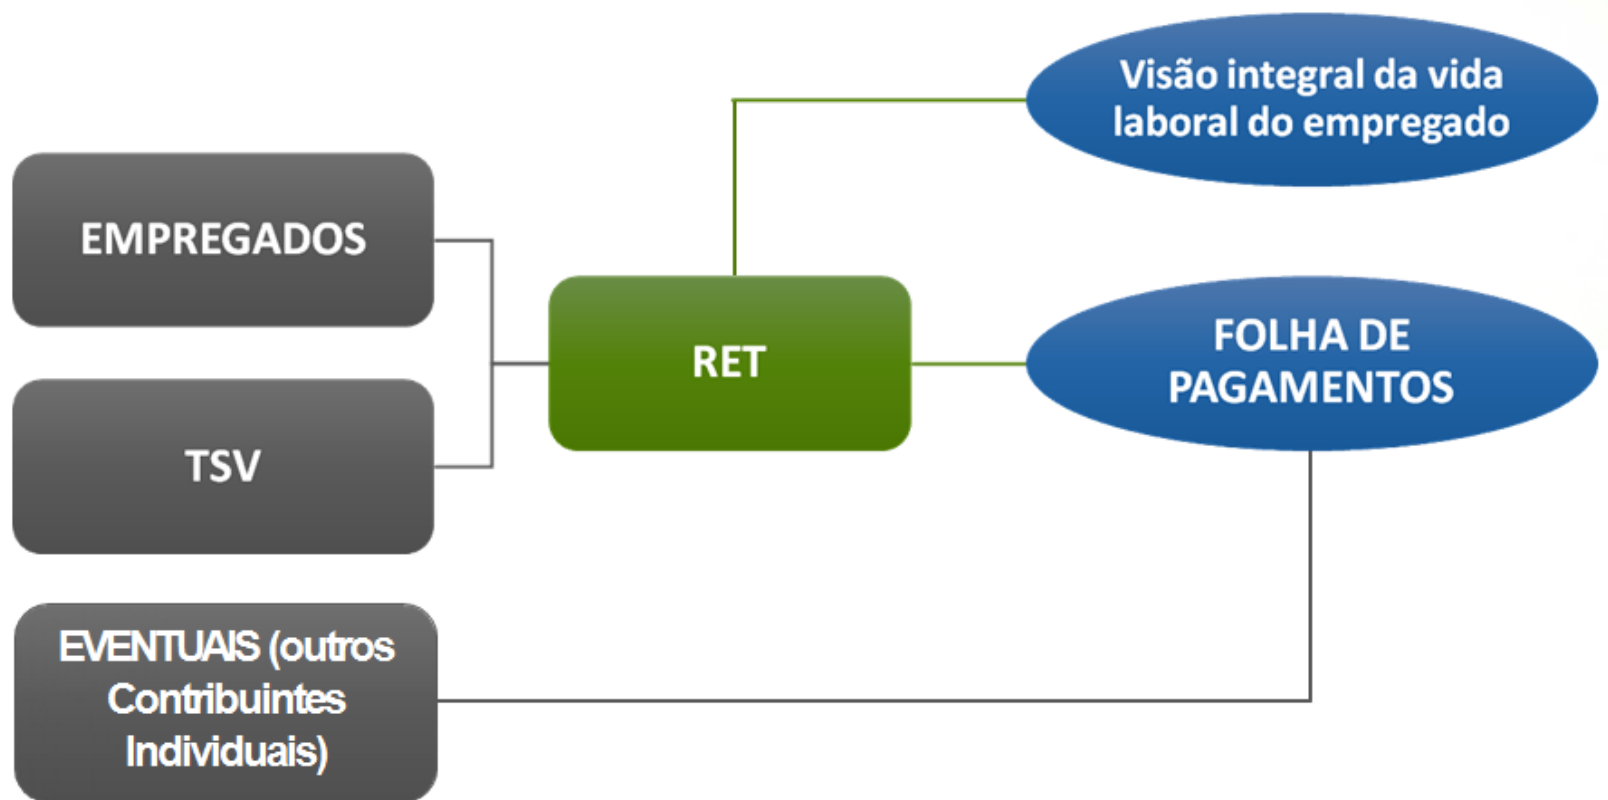 Visão integral da vida
laboral do empregado
EMPREGADOS
RET
FOLHA DE
PAGAMENTOS
TSV
EVENTUAIS (outros
Contribuintes
Individuais)